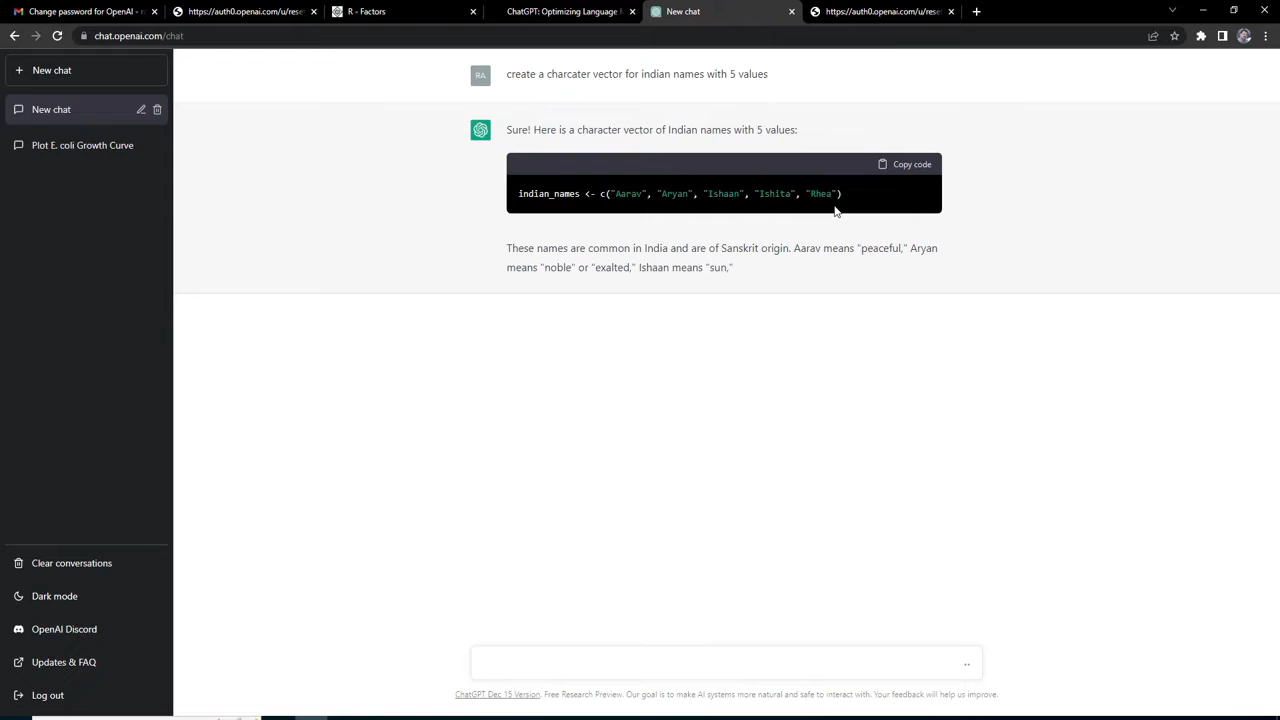 Change password for OpenAI - r
https://auth0.openai.com/u/rese
R - Factors
ChatGPT: Optimizing Language M
New chat
https://auth0.openai.com/u/rese
chat.openai.com/chat
New chat
New chat
Plot E.coli Growth Curve
RA
create a charcater vector for indian names with 5 values
Sure! Here is a character vector of Indian names with 5 values:
Copy code
indian_names <- c("Aarav", "Aryan", "Ishaan", "Ishita", "Rhea")
These names are common in India and are of Sanskrit origin. Aarav means "peaceful," Aryan
means "noble" or "exalted," Ishaan means "sun,"
Clear conversations
Dark mode
OpenAI Discord
Updates & FAQ
Log out
ChatGPT Dec 15 Version. Free Research Preview. Our goal is to make AI systems more natural and safe to interact with. Your feedback will help us improve.